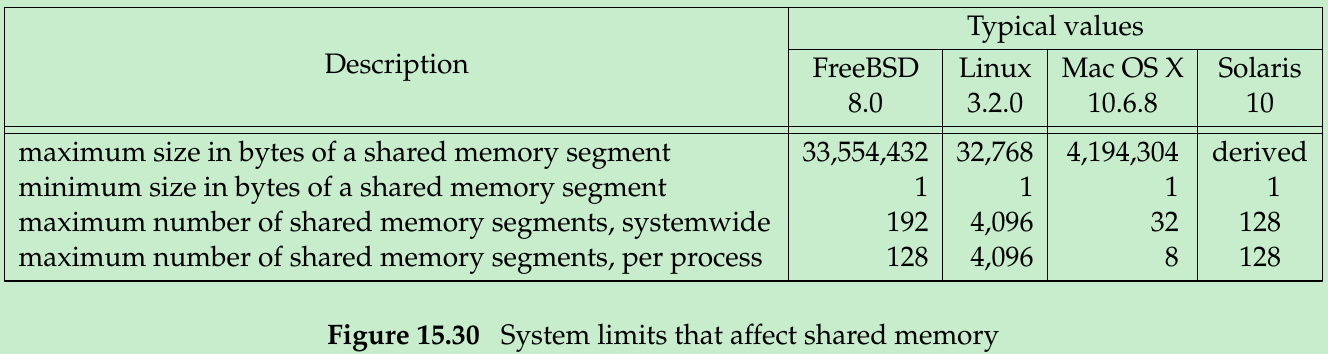 Description
Typical values
FreeBSD Linux Mac OS X Solaris
8.0 3.2.0 10.6.8 10
maximum size in bytes of a shared memory segment 33,554,432 32,768 4,194,304 derived
minimum size in bytes of a shared memory segment 1 1 1 1
maximum number of shared memory segments, systemwide 192 4,096 32 128
maximum number of shared memory segments, per process 128 4,096 8 128
Figure 15.30 System limits that affect shared memory